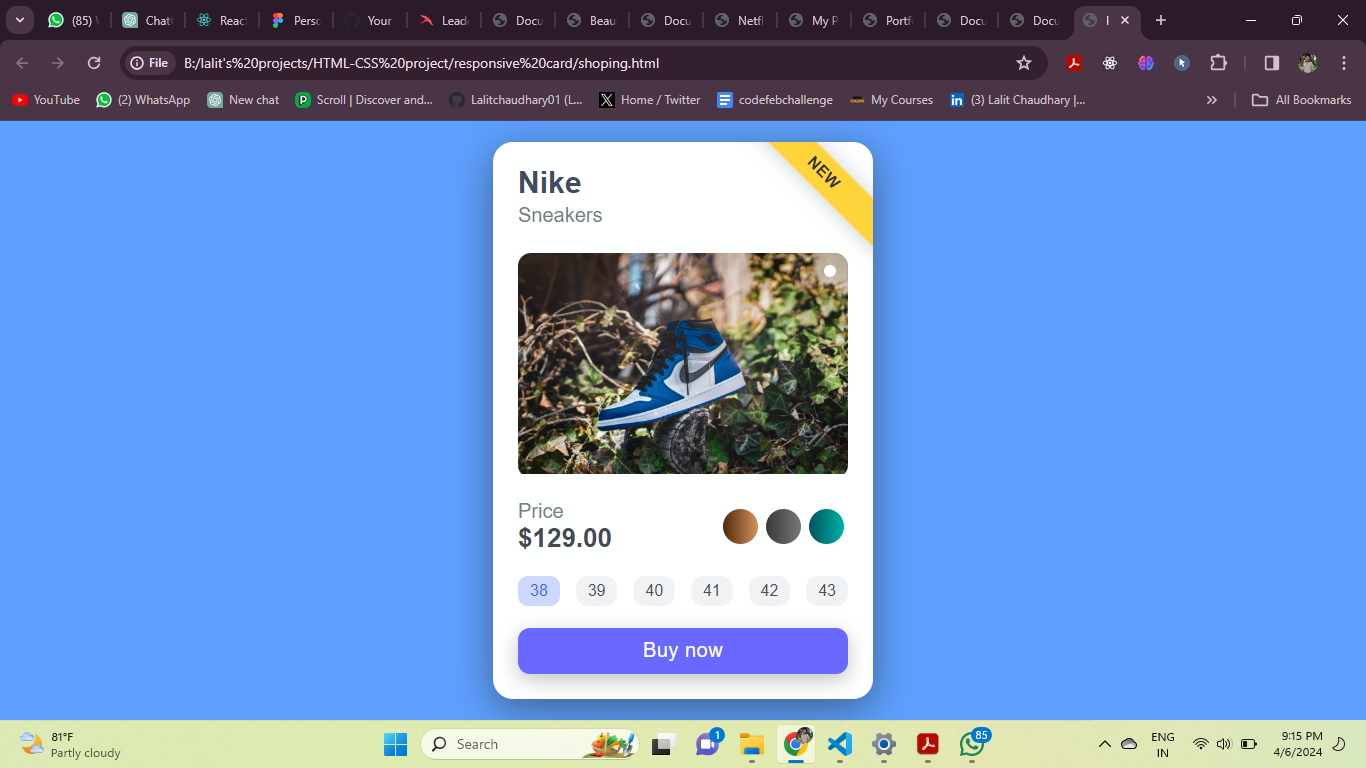 (85) \
Chat
Reac
Perso
Your
Lead
Docu
Beau
Docu
Netf
My P
Portf
Docu
Docu
File B:/lalit's%20projects/HTML-CSS%20project/responsive%20card/shoping.html
YouTube
(2) WhatsApp
New chat
Scroll | Discover and...
Lalitchaudhary01 (L...
Home / Twitter
codefebchallenge
My Courses
(3) Lalit Chaudhary |...
All Bookmarks
NEW
Nike
Sneakers
Price
$129.00
38 39 40 41 42 43
Buy now
81°F
Partly cloudy
Search
1
85
ENG
IN
9:15 PM
4/6/2024